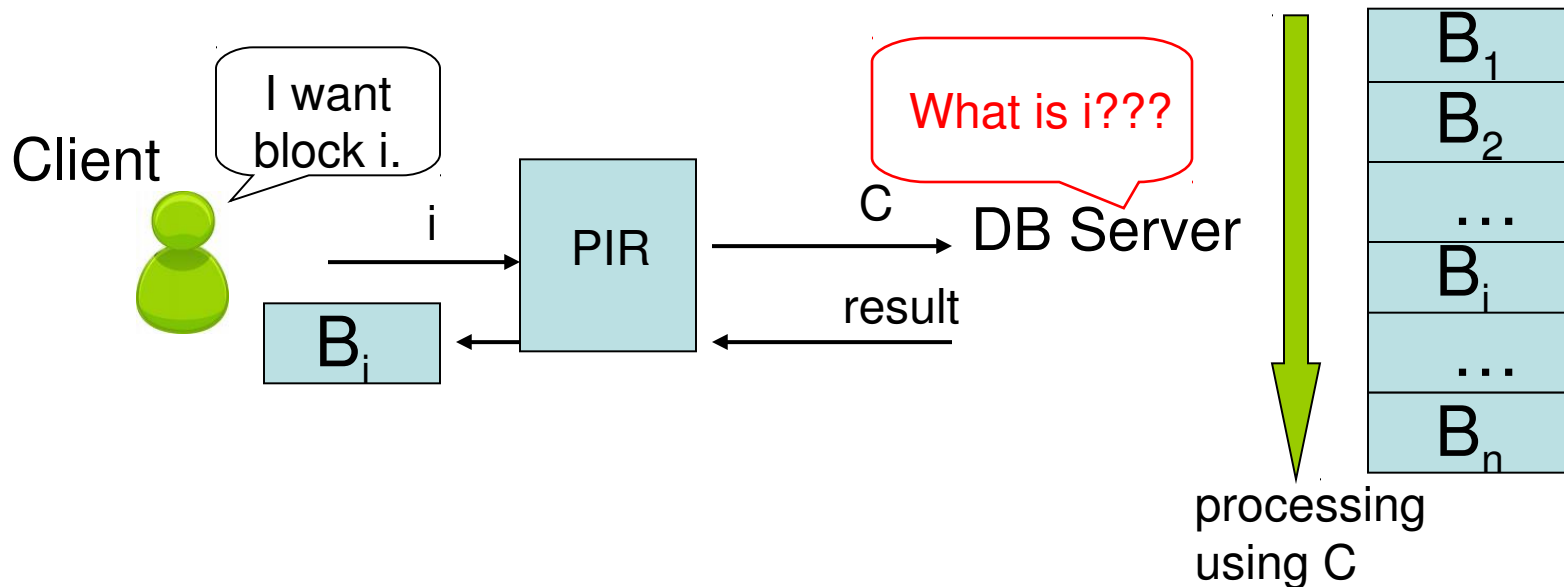 I want
block i.
Client
i
PIR
C
What is i???
DB Server
result
Bi
B1
B2
...
Bi
...
Bn
processing
using C